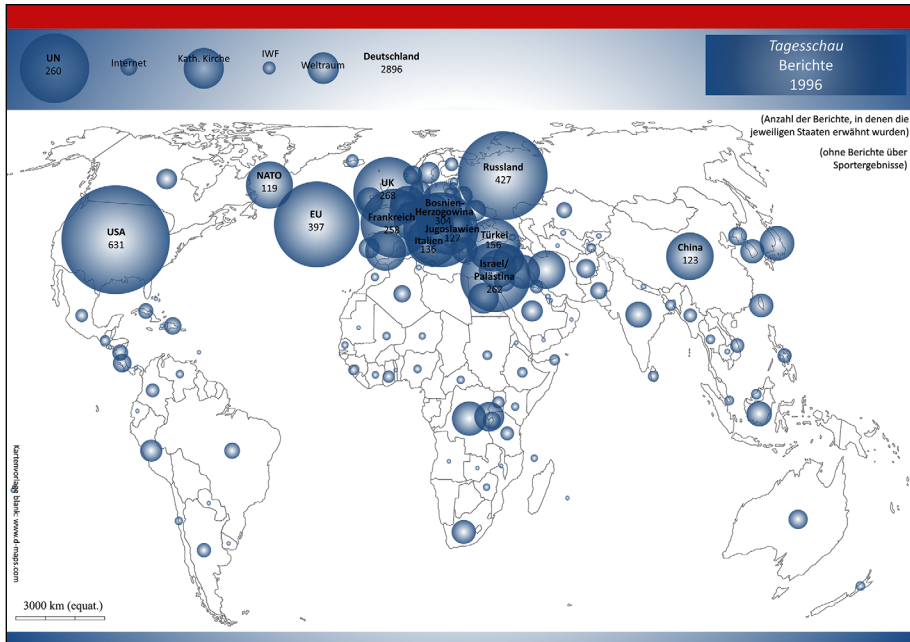 UN
260
Internet
Kath. Kirche
IWF
Weltraum
Deutschland
2896
Tagesschau
Berichte
1996
(Anzahl der Berichte, in denen die
jeweiligen Staaten erwähnt wurden)
(ohne Berichte über
Sportergebnisse)
NATO
119
UK
268
Russland
427
USA
631
EU
397
Frankreich
258
Bosnien-
Herzogowina
304
Jugoslawien
127
Italien
136
Türkei
156
Israel/
Palästina
262
China
123
Kartenvorlage blank: www.d-maps.com
3000 km (equat.)